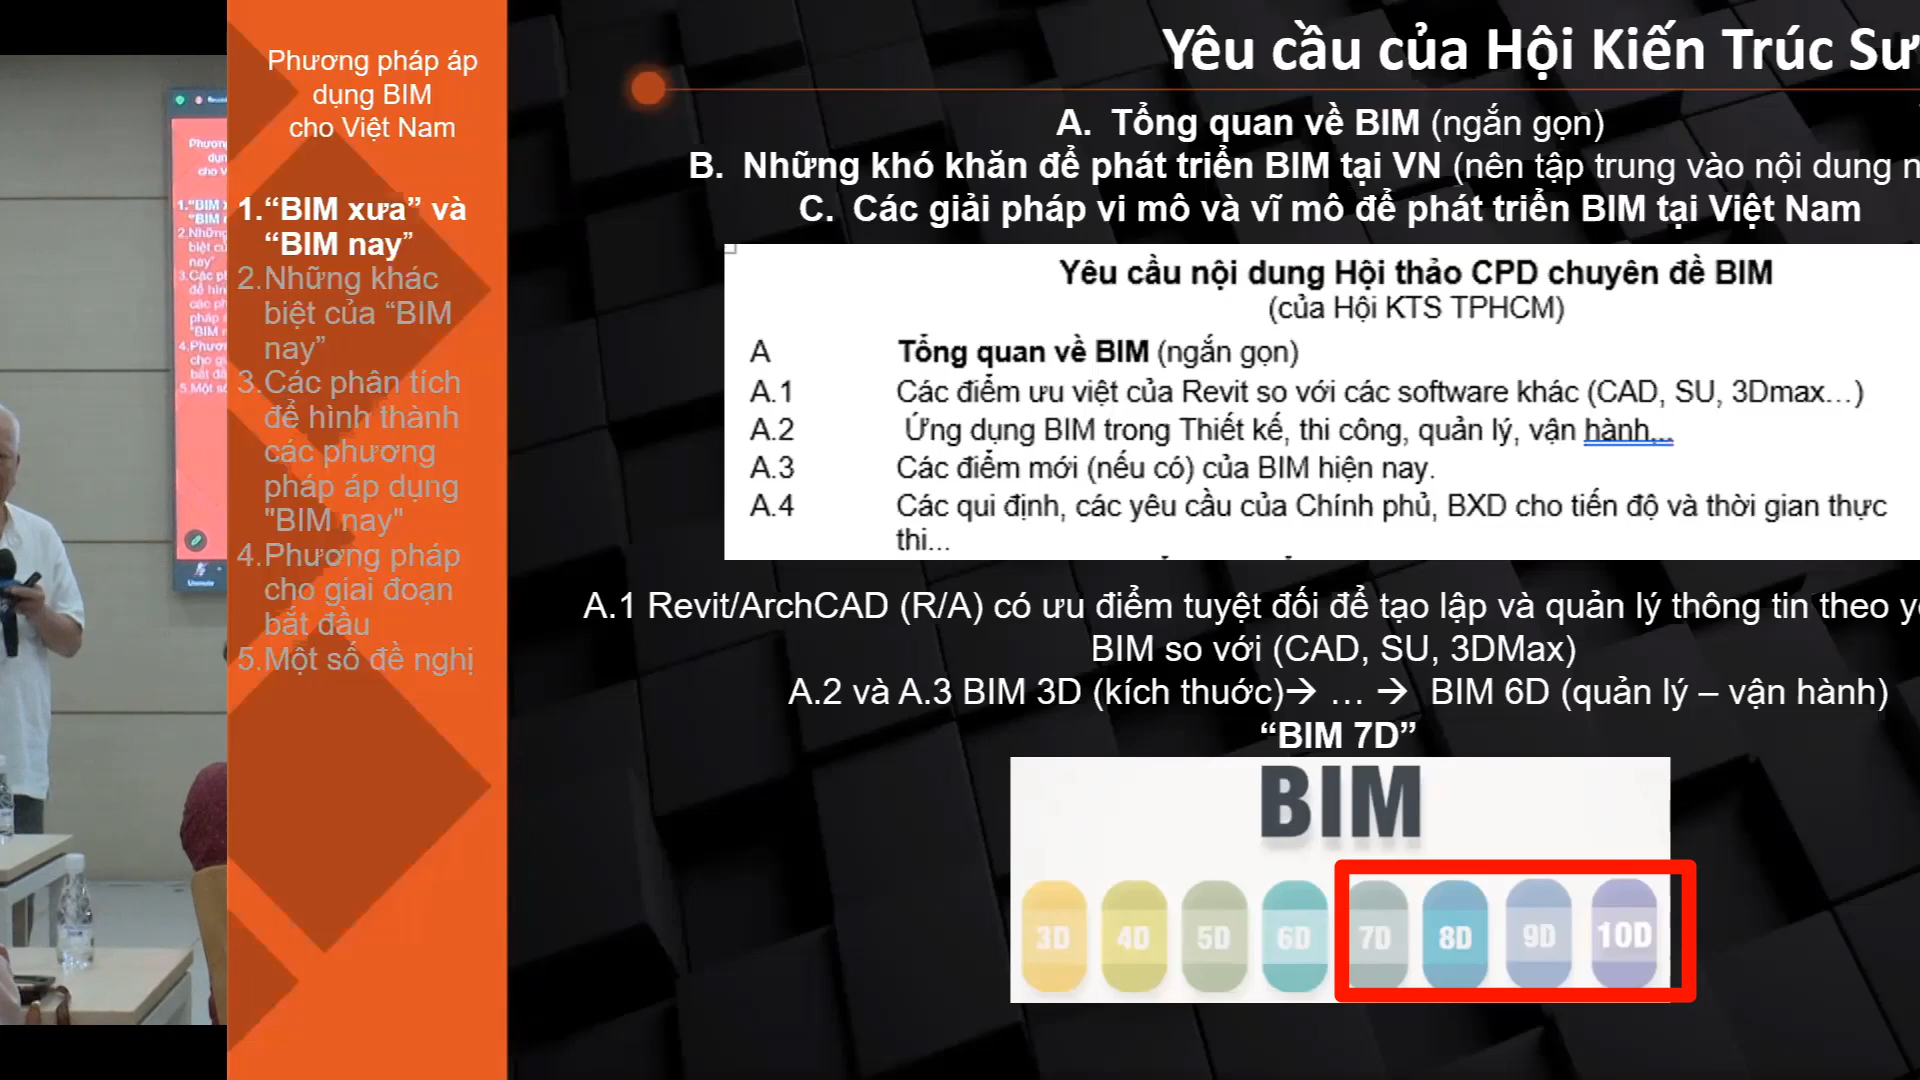 Phương pháp áp
dụng BIM
cho Việt Nam
1.“BIM xưa” và
“BIM nay”
2.Những khác
biệt của “BIM
nay”
3.Các phân tích
để hình thành
các phương
pháp áp dụng
"BIM nay"
4.Phương pháp
cho giai đoạn
bắt đầu
5.Một số đề nghị
Yêu cầu của Hội Kiến Trúc Sư
A. Tổng quan về BIM (ngắn gọn)
B. Những khó khăn để phát triển BIM tại VN (nên tập trung vào nội dung
C. Các giải pháp vi mô và vĩ mô để phát triển BIM tại Việt Nam
Yêu cầu nội dung Hội thảo CPD chuyên đề BIM
(của Hội KTS TPHCM)
A Tổng quan về BIM (ngắn gọn)
A.1 Các điểm ưu việt của Revit so với các software khác (CAD, SU, 3Dmax…)
A.2 Ứng dụng BIM trong Thiết kế, thi công, quản lý, vận hành,..
A.3 Các điểm mới (nếu có) của BIM hiện nay.
A.4 Các qui định, các yêu cầu của Chính phủ, BXD cho tiến độ và thời gian thực
thi...
A.1 Revit/ArchCAD (R/A) có ưu điểm tuyệt đối để tạo lập và quản lý thông tin theo
BIM so với (CAD, SU, 3DMax)
A.2 và A.3 BIM 3D (kích thước)→ … → BIM 6D (quản lý – vận hành)
“BIM 7D”
BIM
3D 4D 5D 6D 7D 8D 9D 10D